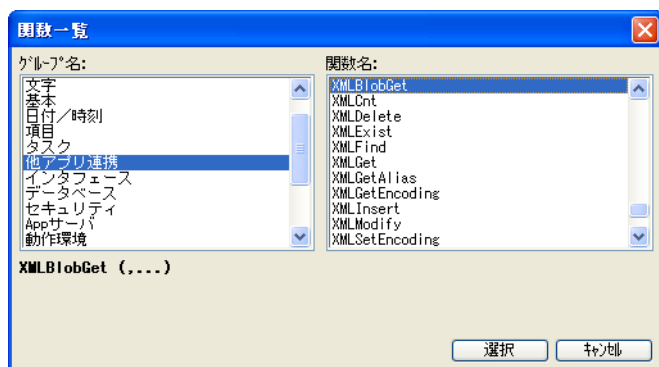 関数一覧
ｸﾞﾙｰﾌﾟ名:
文字
基本
日付／時刻
項目
タスク
他アプリ連携
インタフェース
データベース
セキュリティ
Appサーバ
動作環境
関数名:
XMLBlobGet
XMLCnt
XMLDelete
XMLExist
XMLFind
XMLGet
XMLGetAlias
XMLGetEncoding
XMLInsert
XMLModify
XMLSetEncoding
XMLBlobGet (,...)
選択
ｷｬﾝｾﾙ